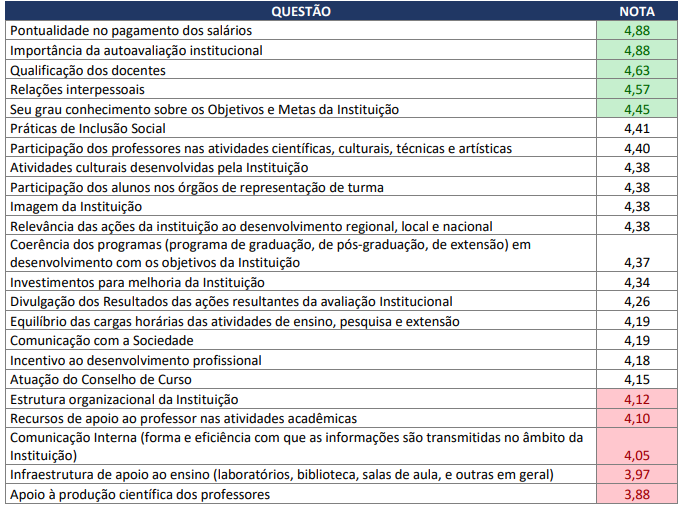 QUESTÃO NOTA
Pontualidade no pagamento dos salários 4,88
Importância da autoavaliação institucional 4,88
Qualificação dos docentes 4,63
Relações interpessoais 4,57
Seu grau conhecimento sobre os Objetivos e Metas da Instituição 4,45
Práticas de Inclusão Social 4,41
Participação dos professores nas atividades científicas, culturais, técnicas e artísticas 4,40
Atividades culturais desenvolvidas pela Instituição 4,38
Participação dos alunos nos órgãos de representação de turma 4,38
Imagem da Instituição 4,38
Relevância das ações da instituição ao desenvolvimento regional, local e nacional 4,38
Coerência dos programas (programa de graduação, de pós-graduação, de extensão) em
desenvolvimento com os objetivos da Instituição 4,37
Investimentos para melhoria da Instituição 4,34
Divulgação dos Resultados das ações resultantes da avaliação Institucional 4,26
Equilíbrio das cargas horárias das atividades de ensino, pesquisa e extensão 4,19
Comunicação com a Sociedade 4,19
Incentivo ao desenvolvimento profissional 4,18
Atuação do Conselho de Curso 4,15
Estrutura organizacional da Instituição 4,12
Recursos de apoio ao professor nas atividades acadêmicas 4,10
Comunicação Interna (forma e eficiência com que as informações são transmitidas no âmbito da
Instituição) 4,05
Infraestrutura de apoio ao ensino (laboratórios, biblioteca, salas de aula, e outras em geral) 3,97
Apoio à produção científica dos professores 3,88